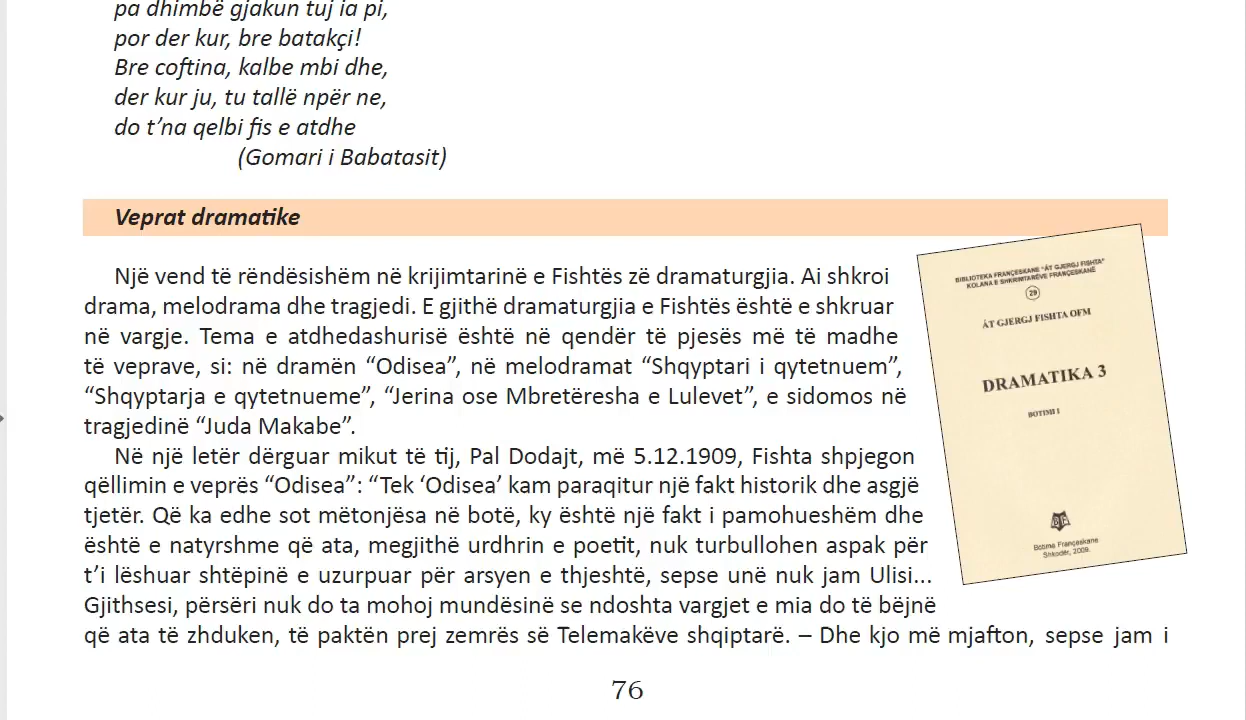 pa dhimbë gjakun tuj ia pi,
por der kur, bre batakçi!
Bre coftina, kalbe mbi dhe,
der kur ju, tu tallë npër ne,
do t’na qelbi fis e atdhe
(Gomari i Babatasit)
Veprat dramatike
Një vend të rëndësishëm në krijimtarinë e Fishtës zë dramaturgjia. Ai shkroi
drama, melodrama dhe tragjedi. E gjithë dramaturgjia e Fishtës është e shkruar
në vargje. Tema e atdhedashurisë është në qendër të pjesës më të madhe
të veprave, si: në dramën “Odisea”, në melodramat “Shqyptari i qytetnuem”,
“Shqyptarja e qytetnueme”, “Jerina ose Mbretëresha e Lulevet”, e sidomos në
tragjedinë “Juda Makabe”.
Në një letër dërguar mikut të tij, Pal Dodajt, më 5.12.1909, Fishta shpjegon
qëllimin e veprës “Odisea”: “Tek ‘Odisea’ kam paraqitur një fakt historik dhe asgjë
tjetër. Që ka edhe sot mëtonjësa në botë, ky është një fakt i pamohueshëm dhe
është e natyrshme që ata, megjithë urdhrin e poetit, nuk turbullohen aspak për
t’i lëshuar shtëpinë e uzurpuar për arsyen e thjeshtë, sepse unë nuk jam Ulisi...
Gjithsesi, përsëri nuk do ta mohoj mundësinë se ndoshta vargjet e mia do të bëjnë
që ata të zhduken, të paktën prej zemrës së Telemakëve shqiptarë. – Dhe kjo më mjafton, sepse jam i
BIBLIOTEKA FRANÇESKANE “ÁT GJERGJ FISHTA”
KOLANA E SHKRIMTARËVE FRANÇESKANË
29
ÁT GJERGJ FISHTA OFM
DRAMATIKA 3
BOTIMI I
Botime Françeskane
Shkodër, 2009.
76